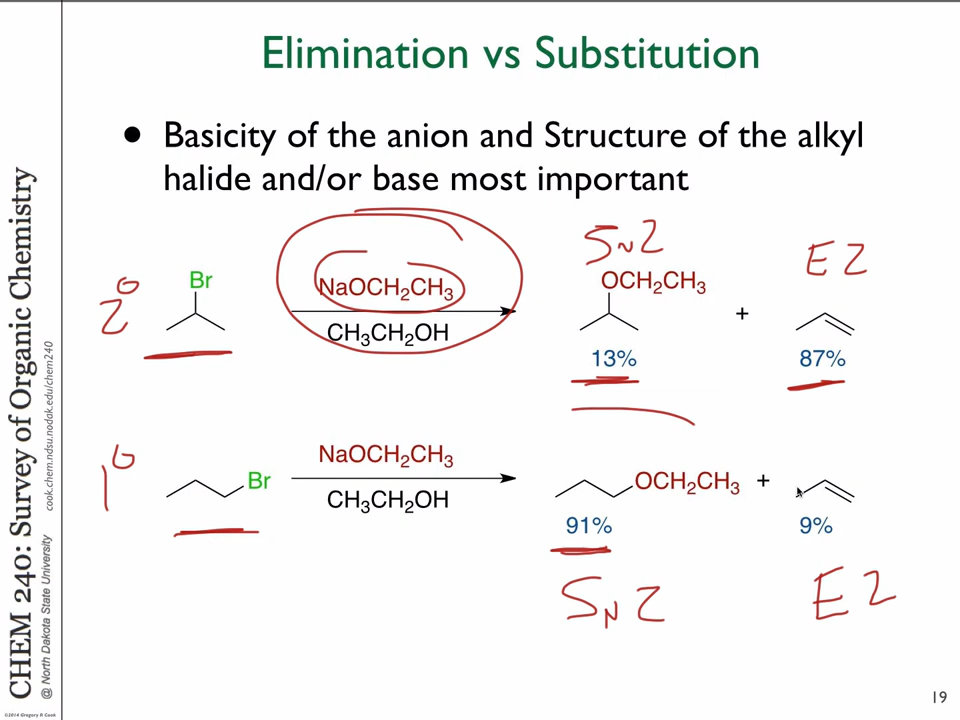 Elimination vs Substitution
● Basicity of the anion and Structure of the alkyl
halide and/or base most important
2° Br NaOCH₂CH₃ SN2 OCH₂CH₃ E2
CH₃CH₂OH +
13% 87%
1° Br NaOCH₂CH₃ OCH₂CH₃ +
CH₃CH₂OH
91% 9%
SN2 E2
CHEM 240: Survey of Organic Chemistry
@ North Dakota State University cook.chem.ndsu.nodak.edu/chem240
©2014 Gregory R Cook
19